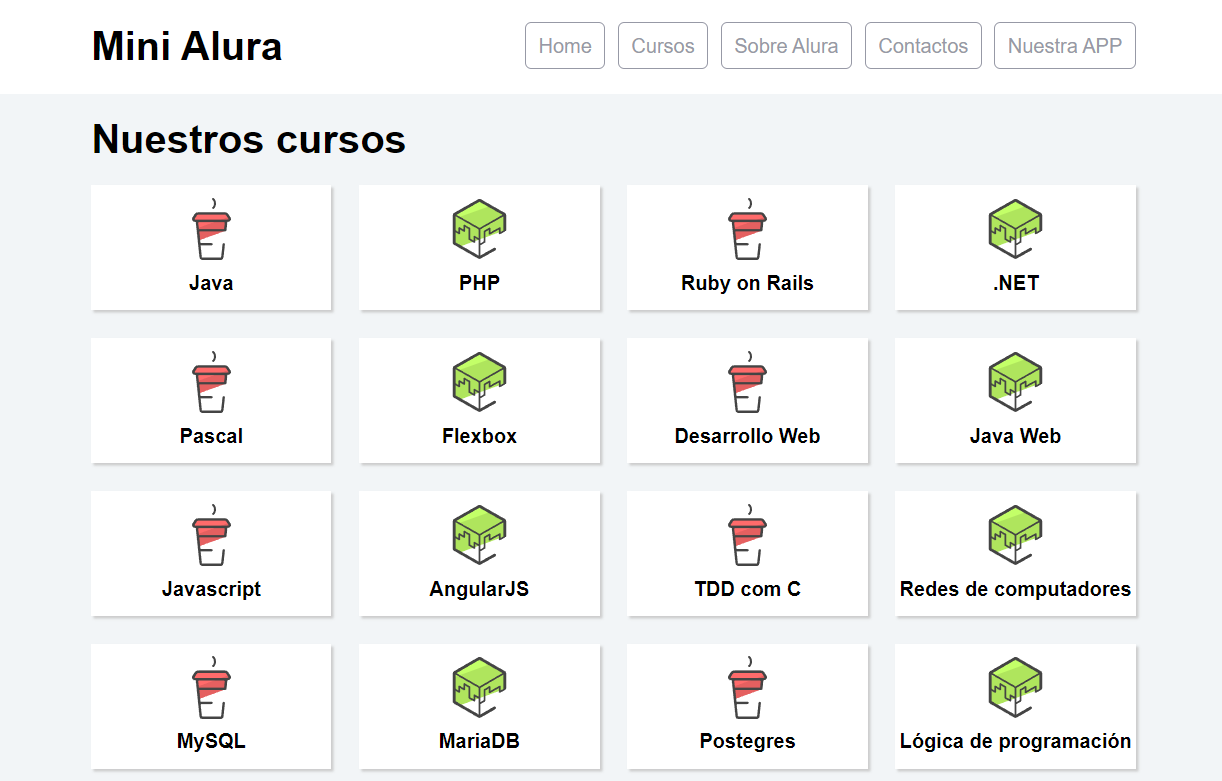 Mini Alura
Home Cursos Sobre Alura Contactos Nuestra APP
Nuestros cursos
Java PHP Ruby on Rails .NET
Pascal Flexbox Desarrollo Web Java Web
Javascript AngularJS TDD com C Redes de computadores
MySQL MariaDB Postegres Lógica de programación